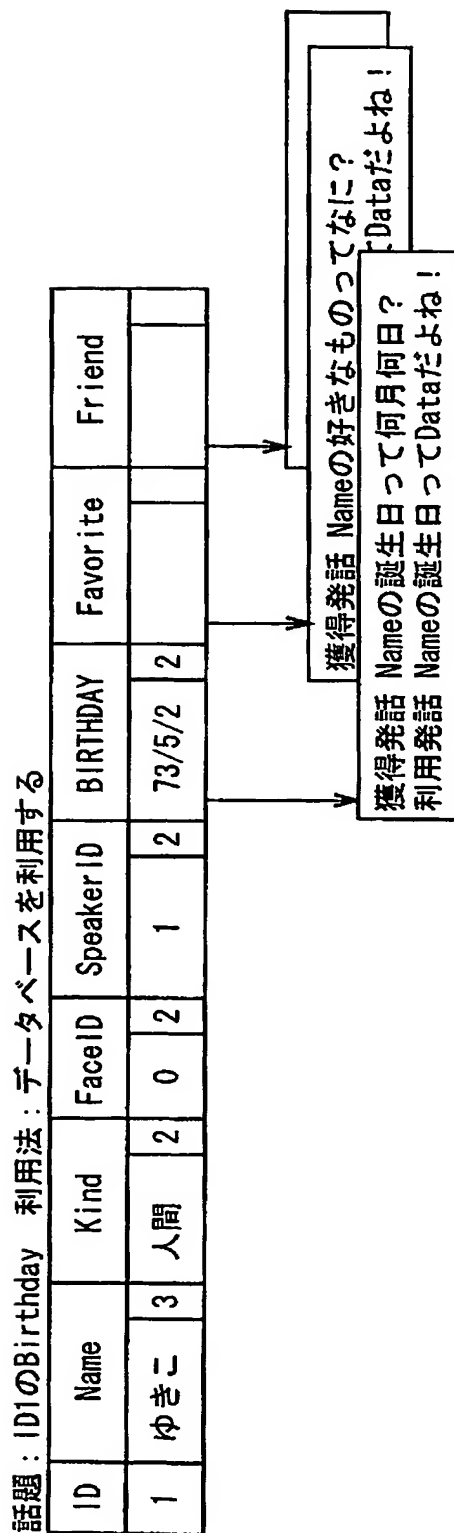 話題：ID1のBirthday　利用法：データベースを利用する
ID Name Kind FaceID SpeakerID BIRTHDAY Favorite Friend
1 ゆきこ 3 人間 2 0 2 1 2 73/5/2 2
獲得発話 Nameの好きなものってなに？
てDataだよね！
獲得発話 Nameの誕生日って何月何日？
利用発話 Nameの誕生日ってDataだよね！